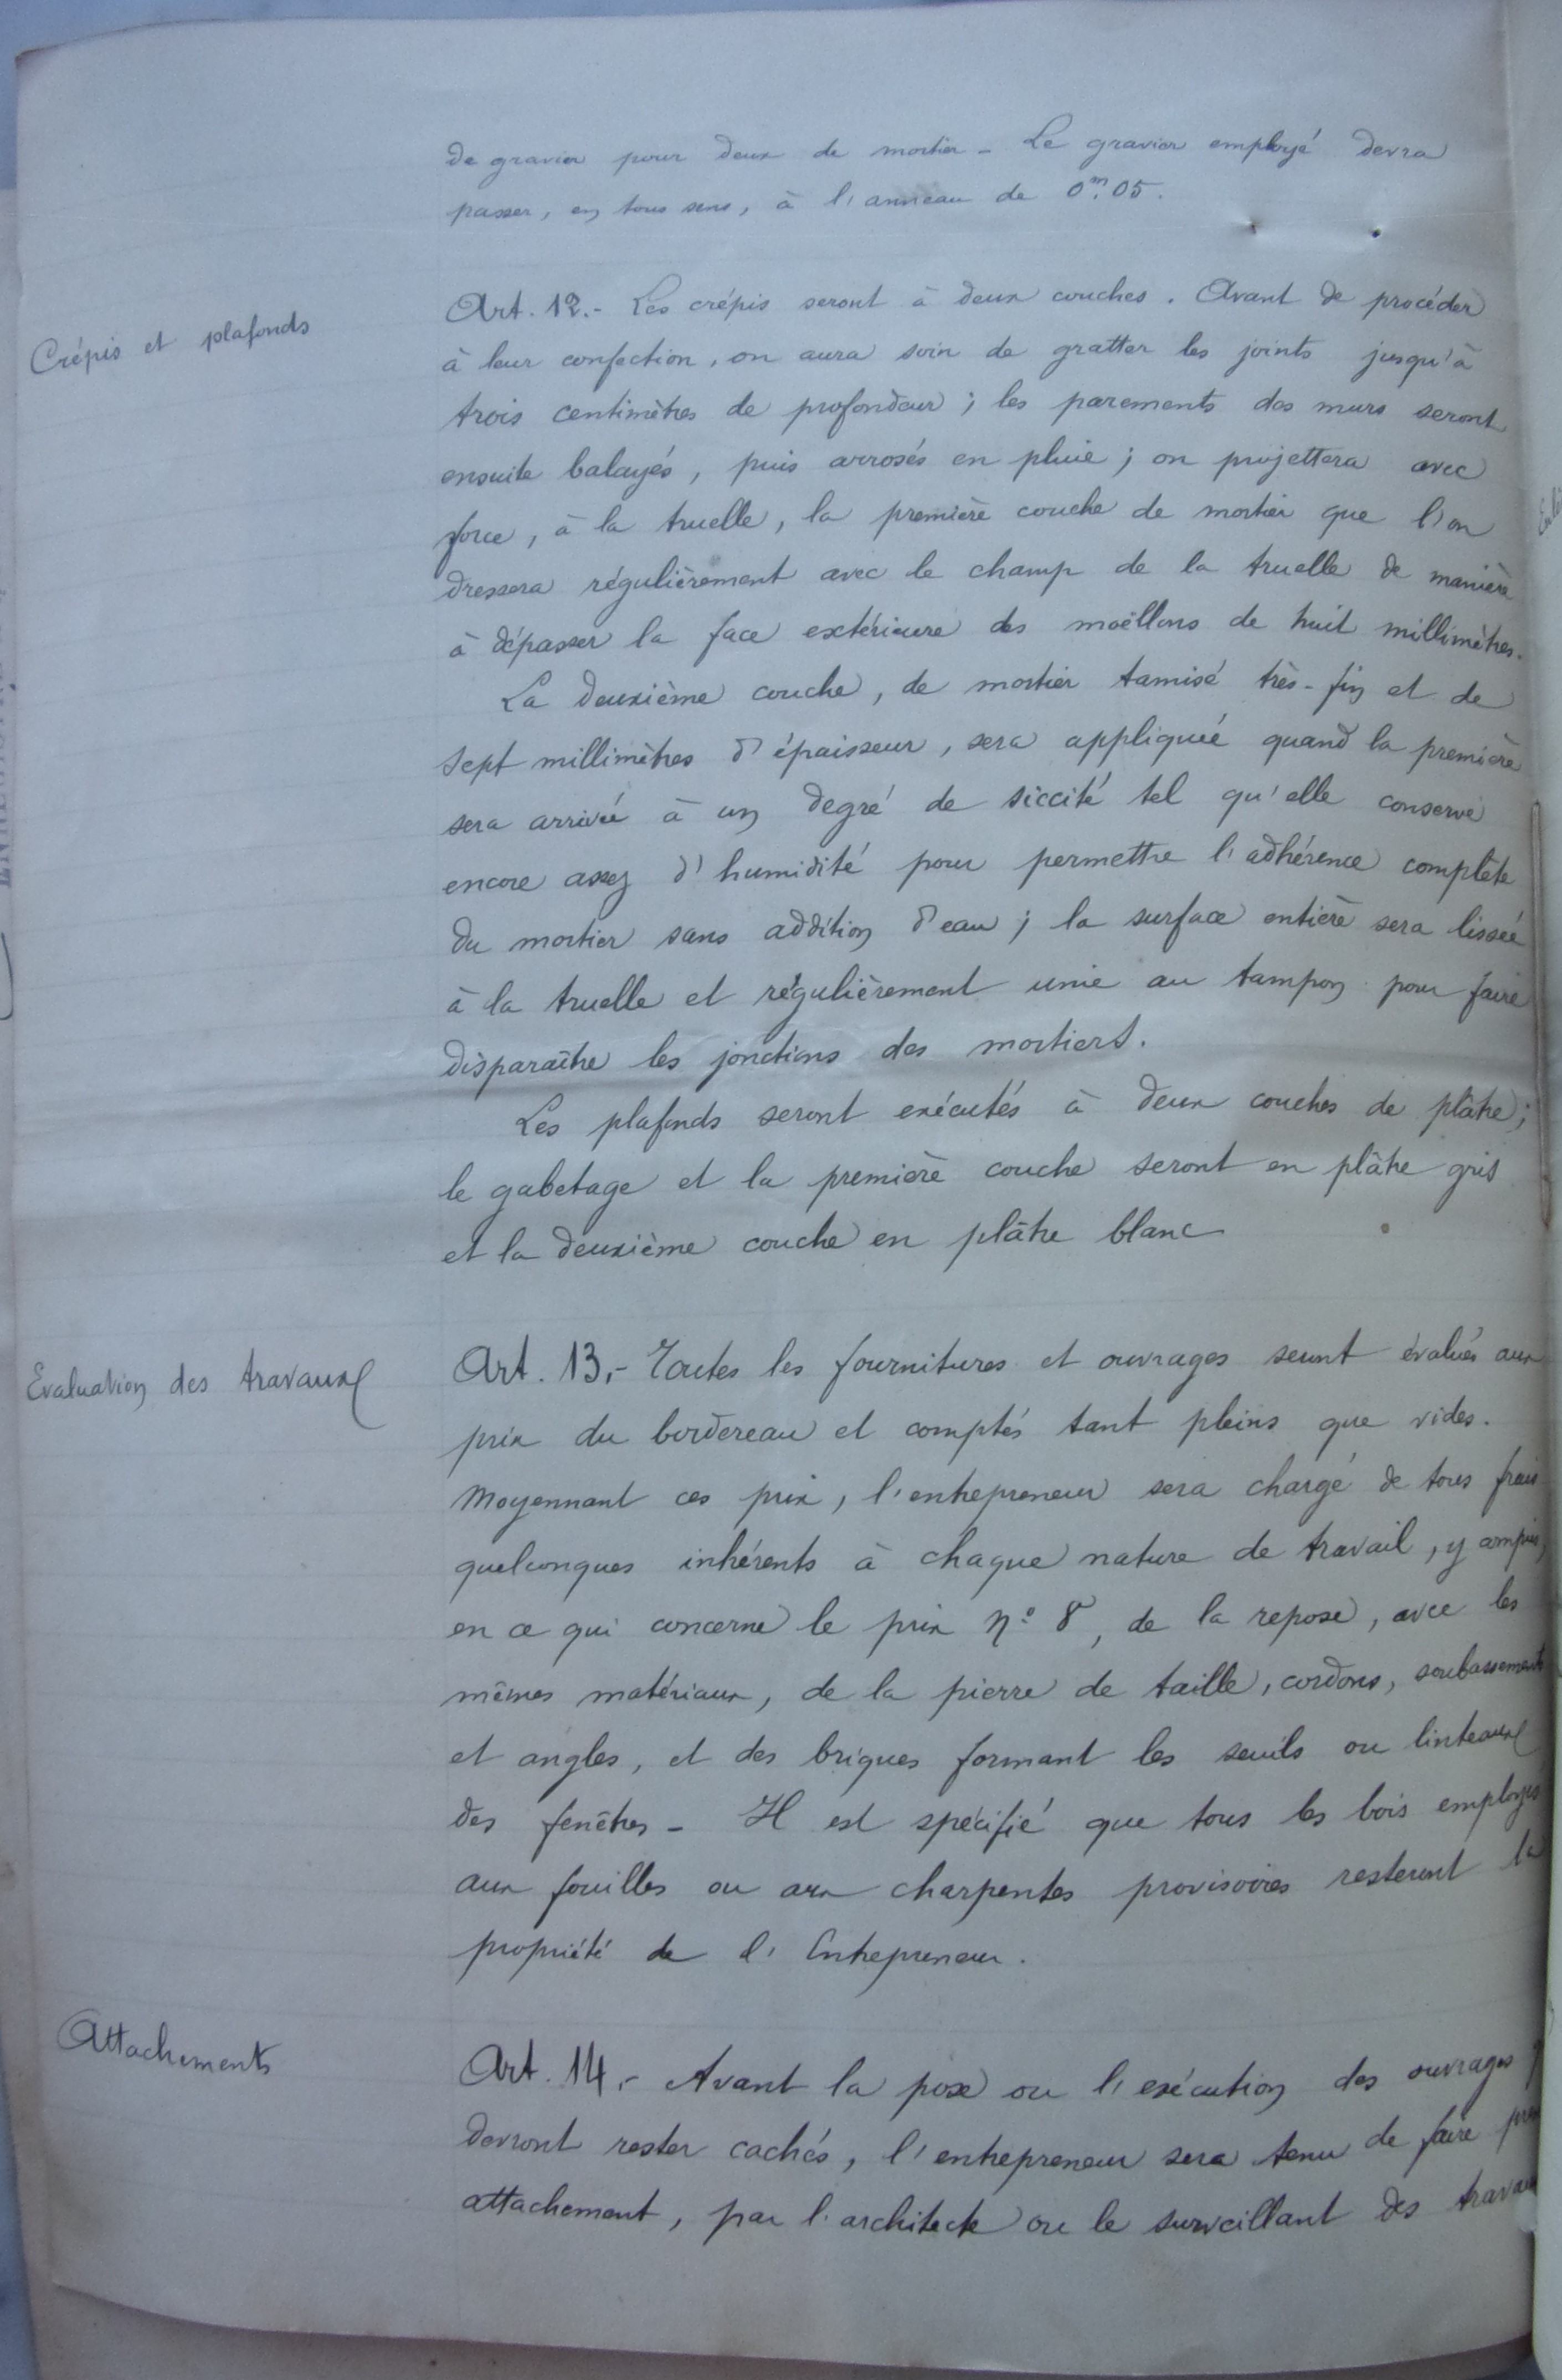 de gravier pour deux de mortier - Le gravier employé devra
passer, en tous sens, à l'anneau de 0m.05.
Crépis et plafonds
Art. 12.- Les crépis seront à deux couches. Avant de procéder
à leur confection, on aura soin de gratter les joints jusqu'à
trois centimètres de profondeur ; les parements des murs seront
ensuite balayés, puis arrosés en pluie ; on projettera avec
force, à la truelle, la première couche de mortier que l'on
dressera régulièrement avec le champ de la truelle de manière
à dépasser la face extérieure des moëllons de huit millimètres.
La deuxième couche, de mortier tamisé très-fin et de
sept millimètres d'épaisseur, sera appliquée quand la première
sera arrivée à un degré de siccité tel qu'elle conserve
encore assez d'humidité pour permettre l'adhérence complète
du mortier sans addition d'eau ; la surface entière sera lissée
à la truelle et régulièrement unie au tampon pour faire
disparaître les jonctions des mortiers.
Les plafonds seront exécutés à deux couches de plâtre ;
le gabetage et la première couche seront en plâtre gris
et la deuxième couche en plâtre blanc
Evaluation des travaux
Art. 13.- Toutes les fournitures et ouvrages seront évalués aux
prix du bordereau et comptés tant pleins que vides.
Moyennant ces prix, l'entrepreneur sera chargé de tous frais
quelconques inhérents à chaque nature de travail, y compris,
en ce qui concerne le prix No 8, de la repose, avec les
mêmes matériaux, de la pierre de taille, cordons, soubassements
et angles, et des briques formant les seuils ou linteaux
des fenêtres - Il est spécifié que tous les bois employés
aux fouilles ou aux charpentes provisoires resteront la
propriété de l'Entrepreneur.
Attachements
Art. 14.- Avant la pose ou l'exécution des ouvrages
devront rester cachés, l'entrepreneur sera tenu de faire
attachement, par l'architecte ou le surveillant des travaux